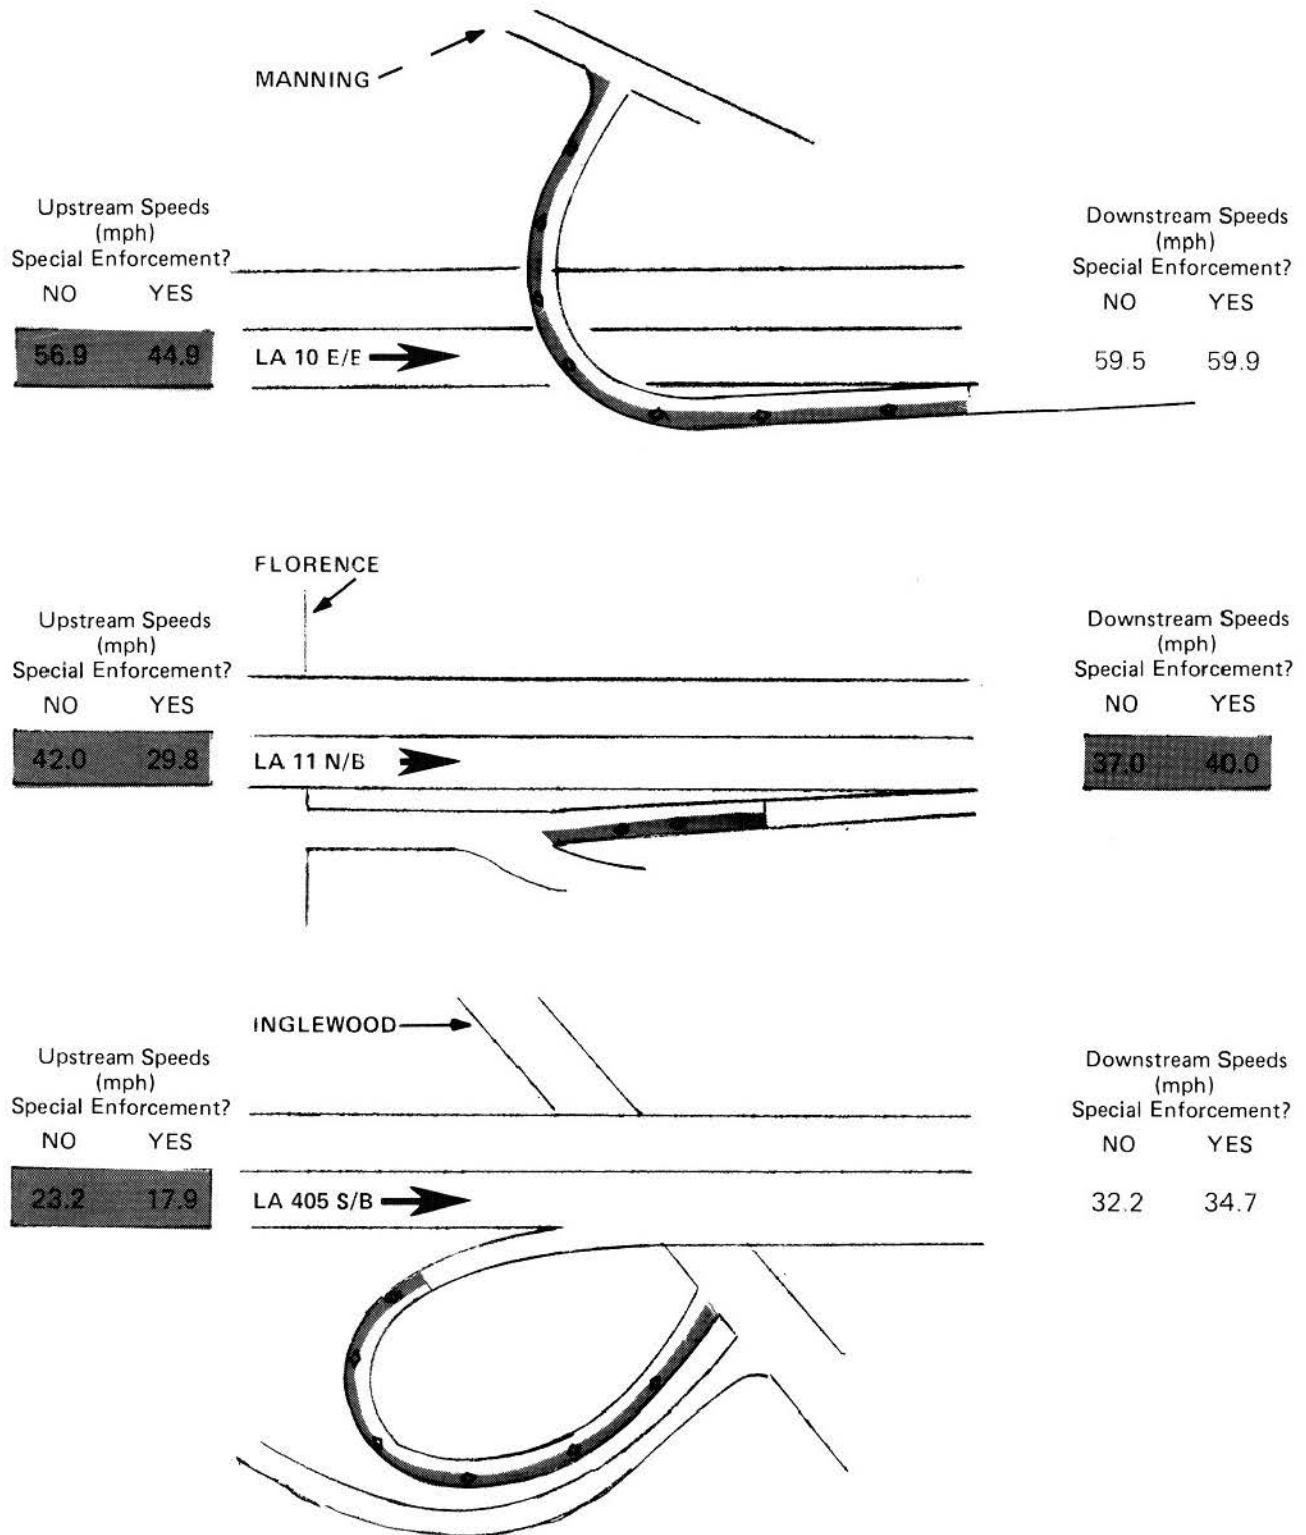 MANNING
Upstream Speeds
(mph)
Special Enforcement?
NO YES
56.9 44.9
LA 10 E/E
Downstream Speeds
(mph)
Special Enforcement?
NO YES
59.5 59.9
FLORENCE
Upstream Speeds
(mph)
Special Enforcement?
NO YES
42.0 29.8
LA 11 N/B
Downstream Speeds
(mph)
Special Enforcement?
NO YES
37.0 40.0
INGLEWOOD
Upstream Speeds
(mph)
Special Enforcement?
NO YES
23.2 17.9
LA 405 S/B
Downstream Speeds
(mph)
Special Enforcement?
NO YES
32.2 34.7